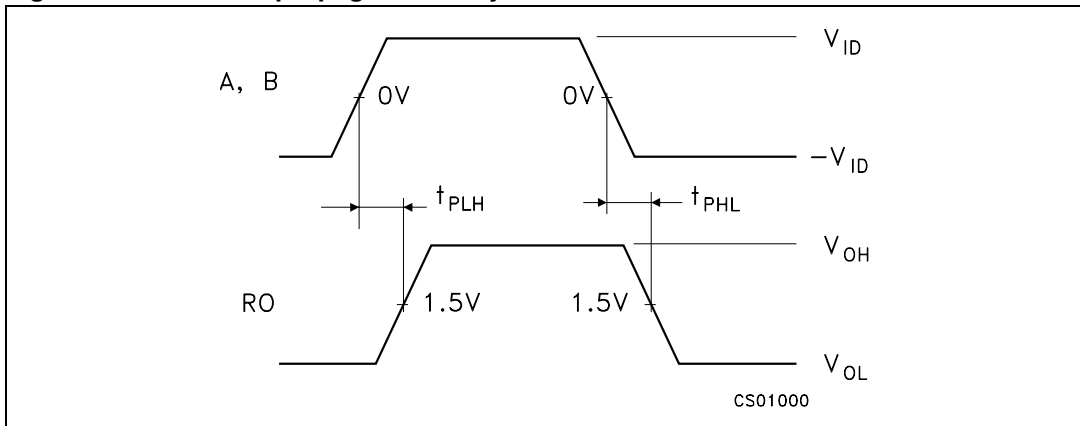 V_ID
A, B
0V 0V
-V_ID
t_PLH t_PHL
V_OH
RO 1.5V 1.5V
V_OL
CS01000